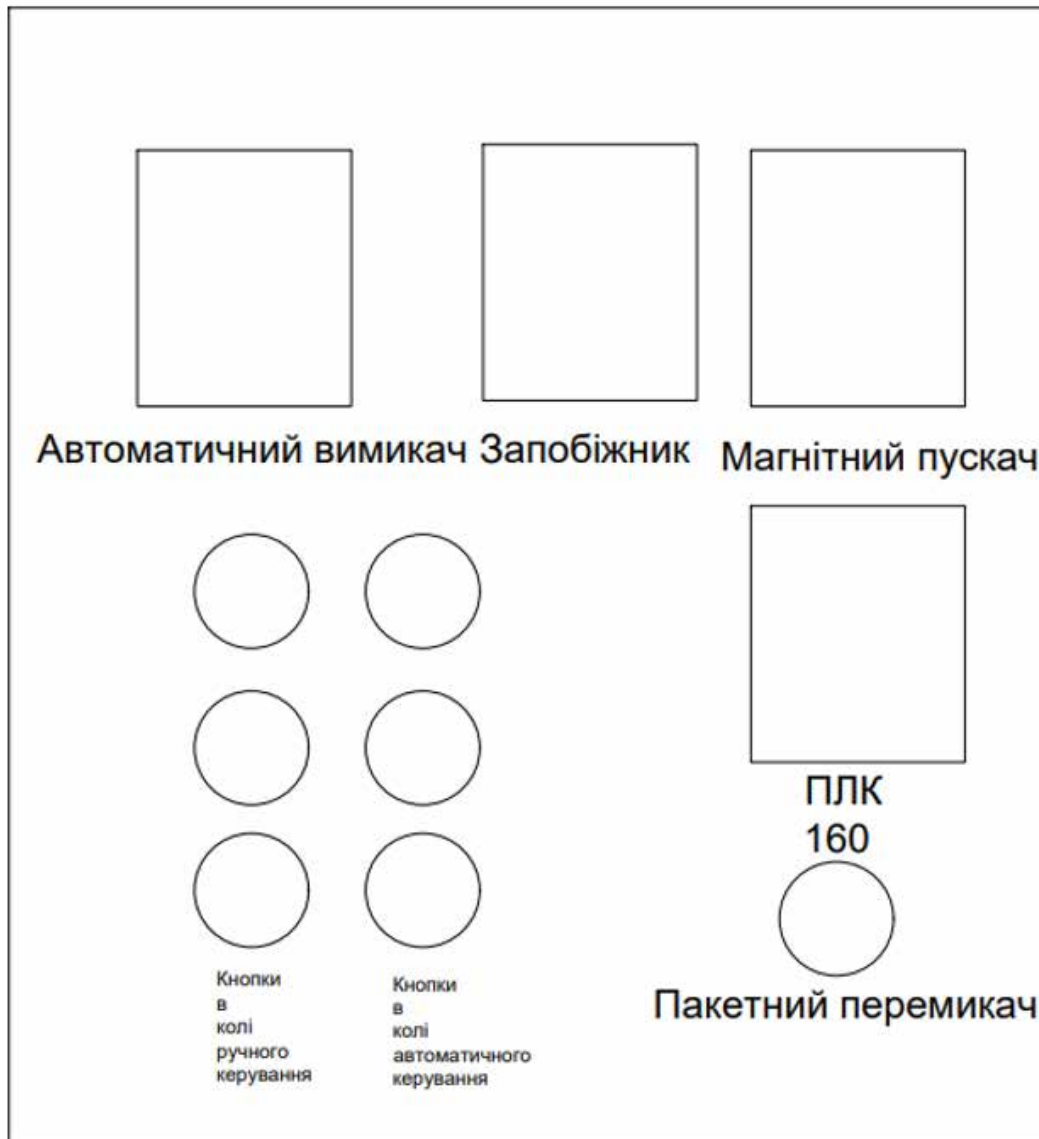 Автоматичний вимикач Запобіжник Магнітний пускач
ПЛК
160
Пакетний перемикач
Кнопки
в
колі
ручного
керування
Кнопки
в
колі
автоматичного
керування